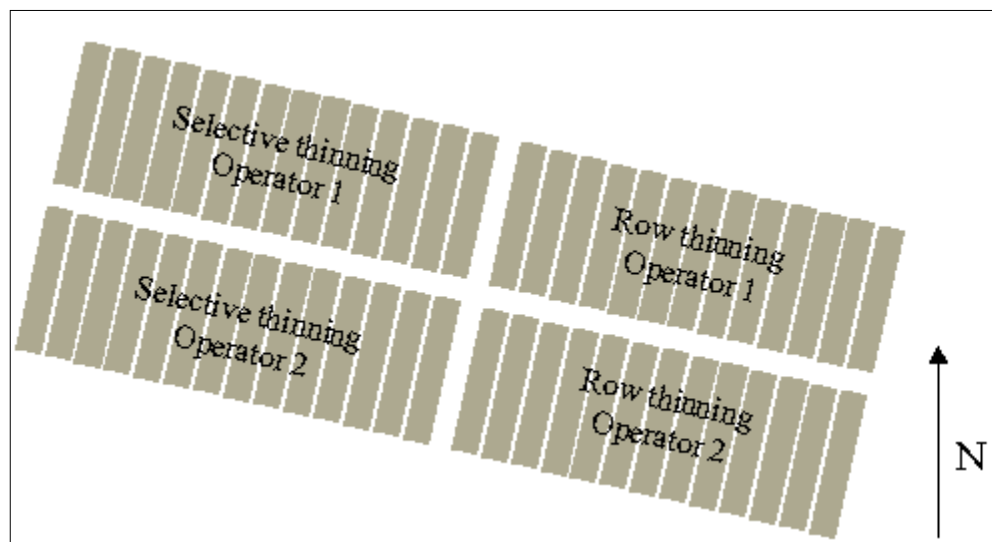 Selective thinning
Operator 1
Row thinning
Operator 1
Selective thinning
Operator 2
Row thinning
Operator 2
N